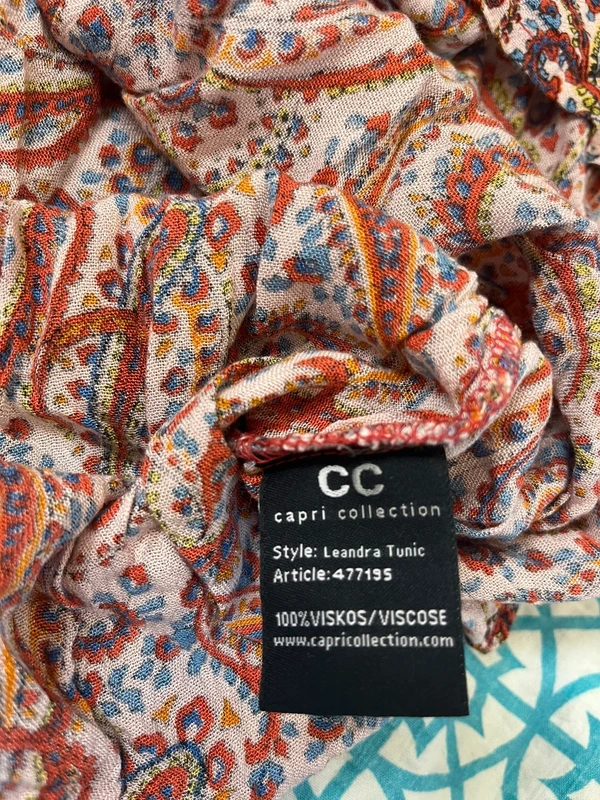 CC
capri collection
Style: Leandra Tunic
Article:477195
100%VISKOS/VISCOSE
www.capricollection.com